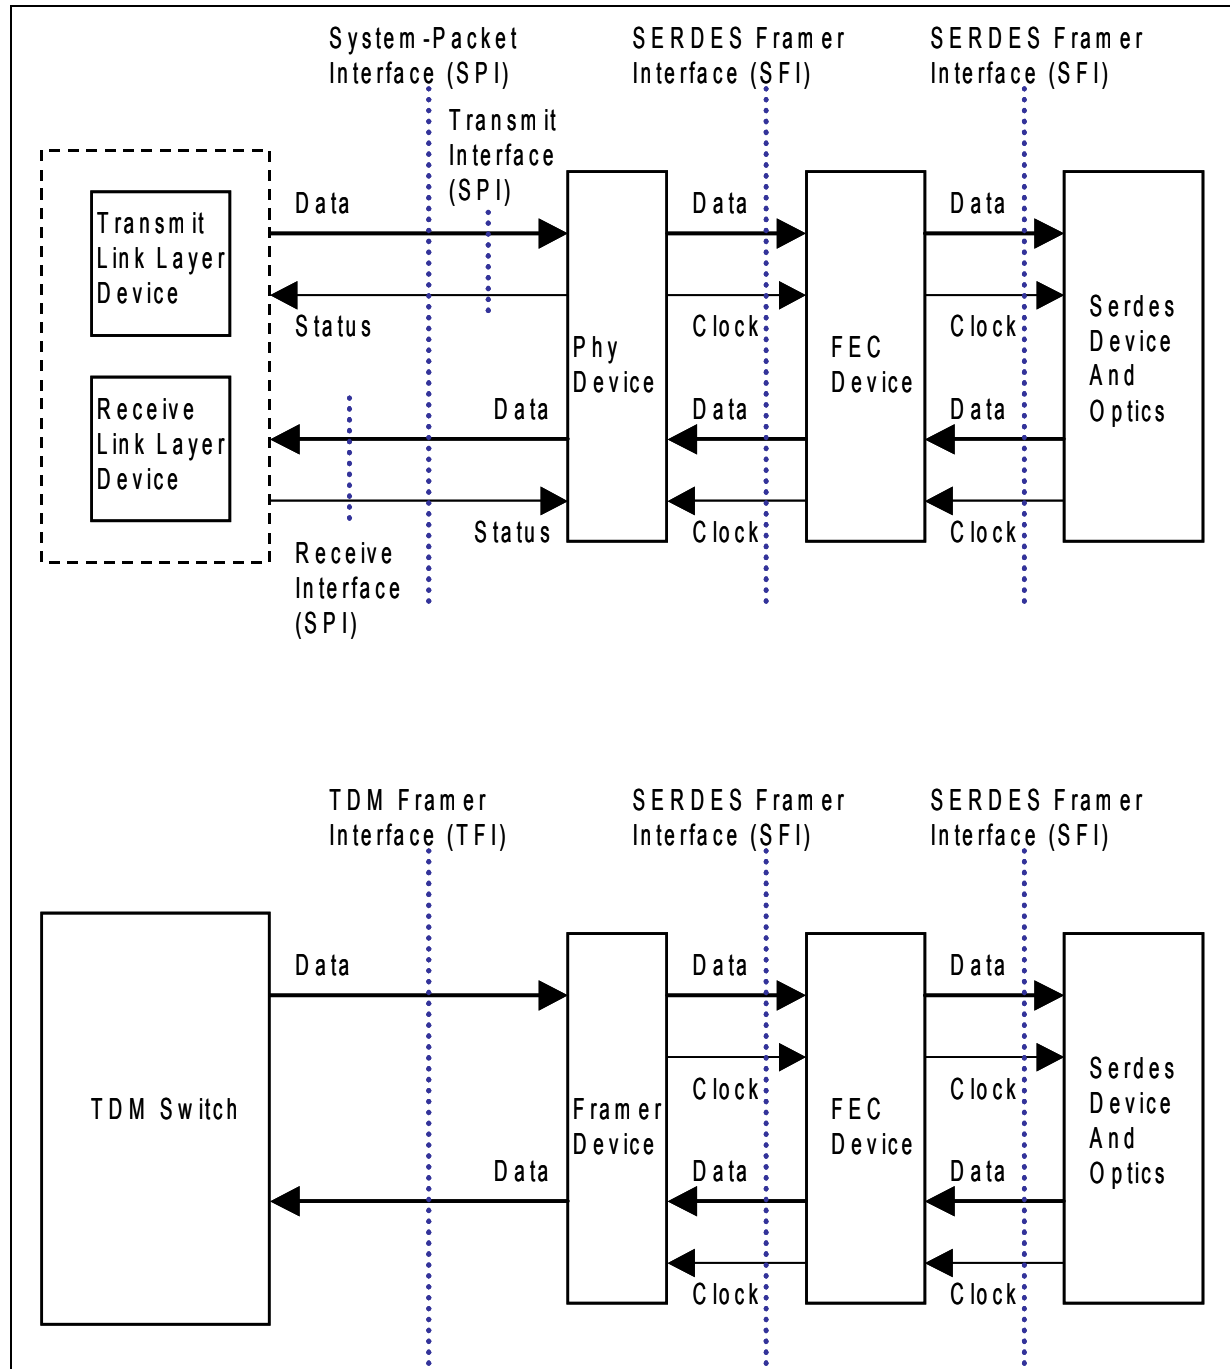 System-Packet
Interface (SPI)
SERDES Framer
Interface (SFI)
SERDES Framer
Interface (SFI)
Transmit
Interface
(SPI)
Transmit
Link Layer
Device
Data
Status
Data
Clock
Data
Clock
Phy
Device
FEC
Device
Serdes
Device
And
Optics
Receive
Link Layer
Device
Data
Status
Data
Clock
Data
Clock
Receive
Interface
(SPI)
TDM Framer
Interface (TFI)
SERDES Framer
Interface (SFI)
SERDES Framer
Interface (SFI)
Data
Data
Clock
Data
Clock
TDM Switch
Framer
Device
FEC
Device
Serdes
Device
And
Optics
Data
Data
Clock
Data
Clock